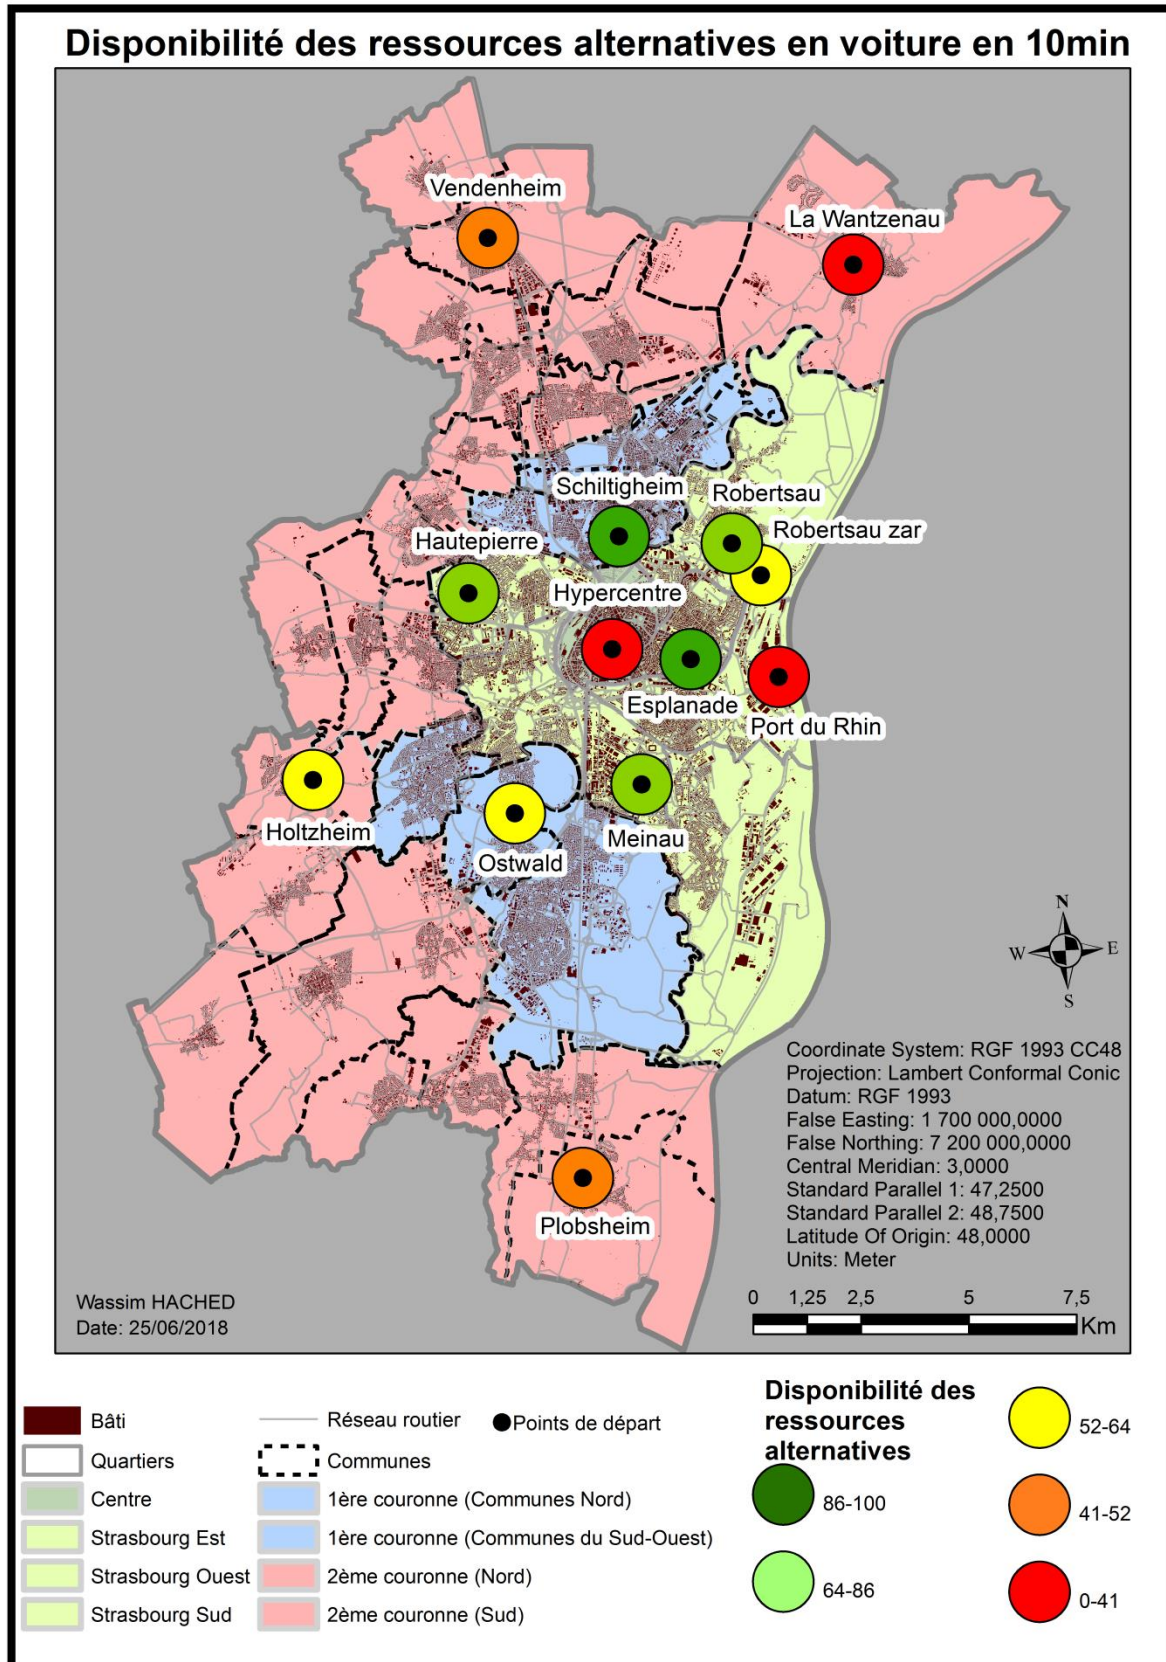 Disponibilité des ressources alternatives en voiture en 10min
Vendenheim
La Wantzenau
Schiltigheim
Robertsau
Robertsau zar
Hautepierre
Hypercentre
Esplanade
Port du Rhin
Holtzheim
Ostwald
Meinau
Plobsheim
N
W
E
S
Coordinate System: RGF 1993 CC48
Projection: Lambert Conformal Conic
Datum: RGF 1993
False Easting: 1 700 000,0000
False Northing: 7 200 000,0000
Central Meridian: 3,0000
Standard Parallel 1: 47,2500
Standard Parallel 2: 48,7500
Latitude Of Origin: 48,0000
Units: Meter
Wassim HACHED
Date: 25/06/2018
0 1,25 2,5 5 7,5
Km
Bâti
Quartiers
Centre
Strasbourg Est
Strasbourg Ouest
Strasbourg Sud
Réseau routier
Points de départ
Communes
1ère couronne (Communes Nord)
1ère couronne (Communes du Sud-Ouest)
2ème couronne (Nord)
2ème couronne (Sud)
Disponibilité des
ressources
alternatives
86-100
64-86
52-64
41-52
0-41